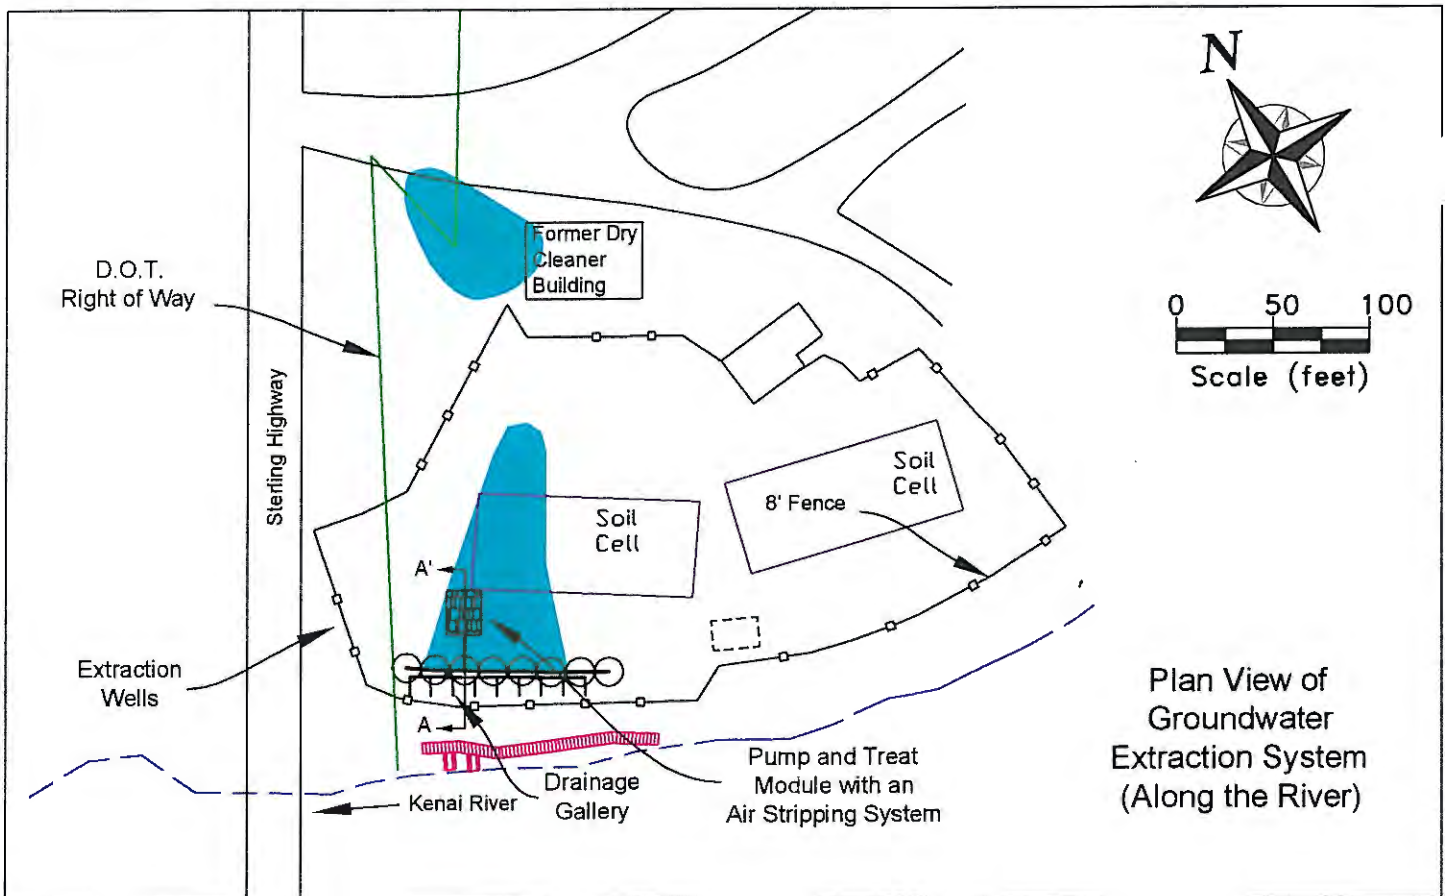 N
0 50 100
Scale (feet)
Former Dry
Cleaner
Building
D.O.T.
Right of Way
Sterling Highway
Soil
Cell
8' Fence
Soil
Cell
A'
Extraction
Wells
A
Kenai River
Drainage
Gallery
Pump and Treat
Module with an
Air Stripping System
Plan View of
Groundwater
Extraction System
(Along the River)